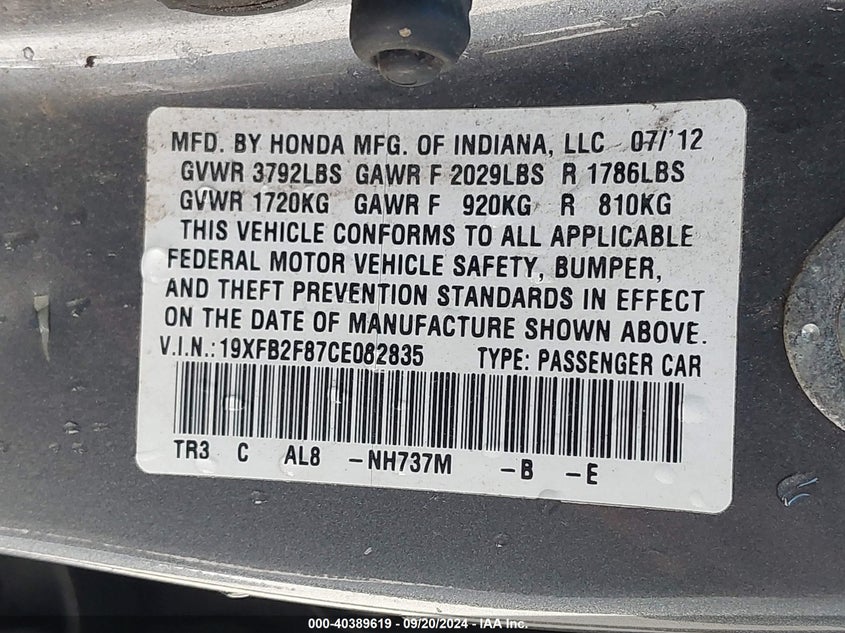 MFD. BY HONDA MFG. OF INDIANA, LLC 07/'12
GVWR 3792LBS GAWR F 2029LBS R 1786LBS
GVWR 1720KG GAWR F 920KG R 810KG
THIS VEHICLE CONFORMS TO ALL APPLICABLE
FEDERAL MOTOR VEHICLE SAFETY, BUMPER,
AND THEFT PREVENTION STANDARDS IN EFFECT
ON THE DATE OF MANUFACTURE SHOWN ABOVE.
V.I.N.:19XFB2F87CE082835 TYPE: PASSENGER CAR
TR3 C AL8 -NH737M -B -E
000-40389619 - 09/20/2024 - IAA Inc.